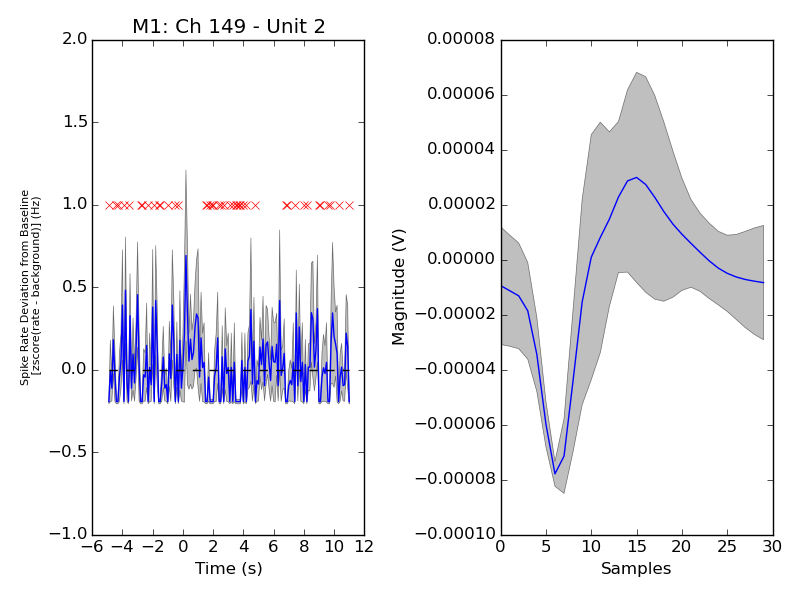 M1: Ch 149 - Unit 2
2.0
1.5
1.0
0.5
0.0
−0.5
−1.0
−6 −4 −2 0 2 4 6 8 10 12
Time (s)
Spike Rate Deviation from Baseline
[zscore(rate - background)] (Hz)
0.00008
0.00006
0.00004
0.00002
0.00000
−0.00002
−0.00004
−0.00006
−0.00008
−0.00010
0 5 10 15 20 25 30
Samples
Magnitude (V)